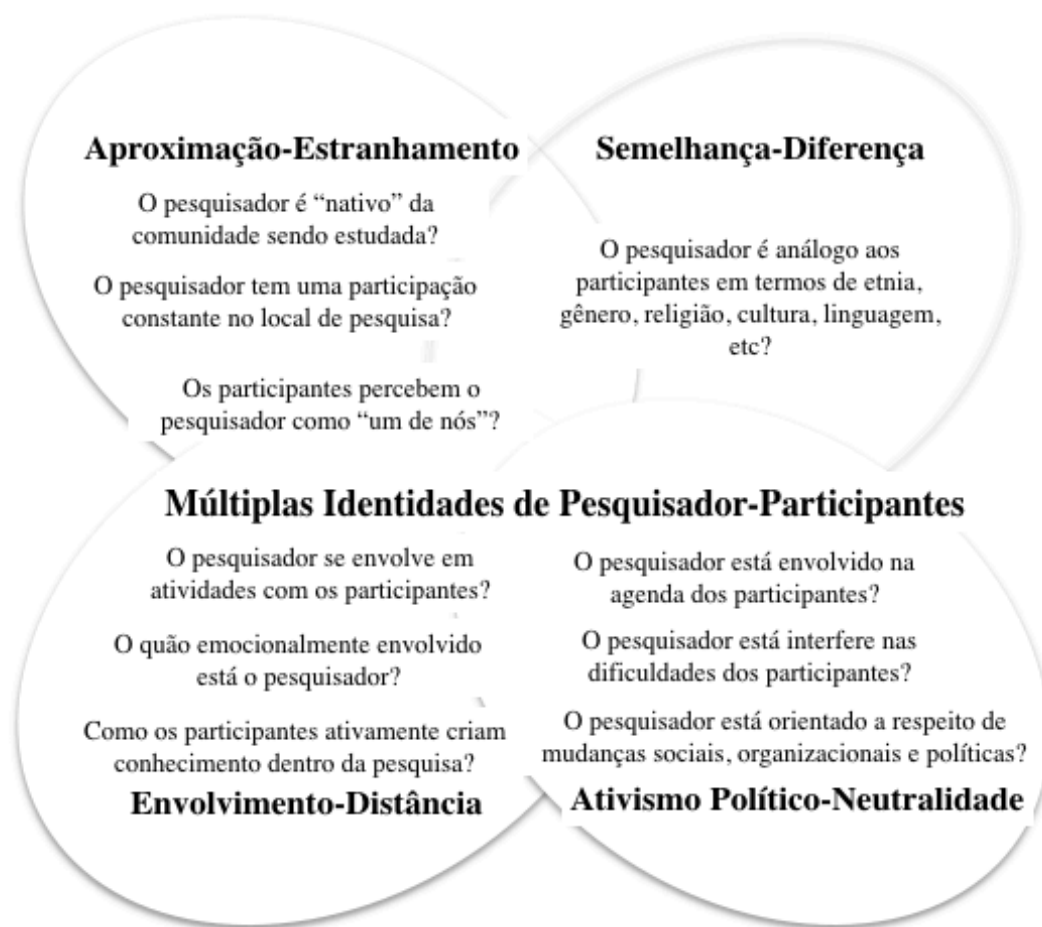 Aproximação-Estranhamento
O pesquisador é “nativo” da
comunidade sendo estudada?
O pesquisador tem uma participação
constante no local de pesquisa?
Os participantes percebem o
pesquisador como “um de nós”?
Semelhança-Diferença
O pesquisador é análogo aos
participantes em termos de etnia,
gênero, religião, cultura, linguagem,
etc?
Múltiplas Identidades de Pesquisador-Participantes
O pesquisador se envolve em
atividades com os participantes?
O quão emocionalmente envolvido
está o pesquisador?
Como os participantes ativamente criam
conhecimento dentro da pesquisa?
Envolvimento-Distância
O pesquisador está envolvido na
agenda dos participantes?
O pesquisador está interfere nas
dificuldades dos participantes?
O pesquisador está orientado a respeito de
mudanças sociais, organizacionais e políticas?
Ativismo Político-Neutralidade